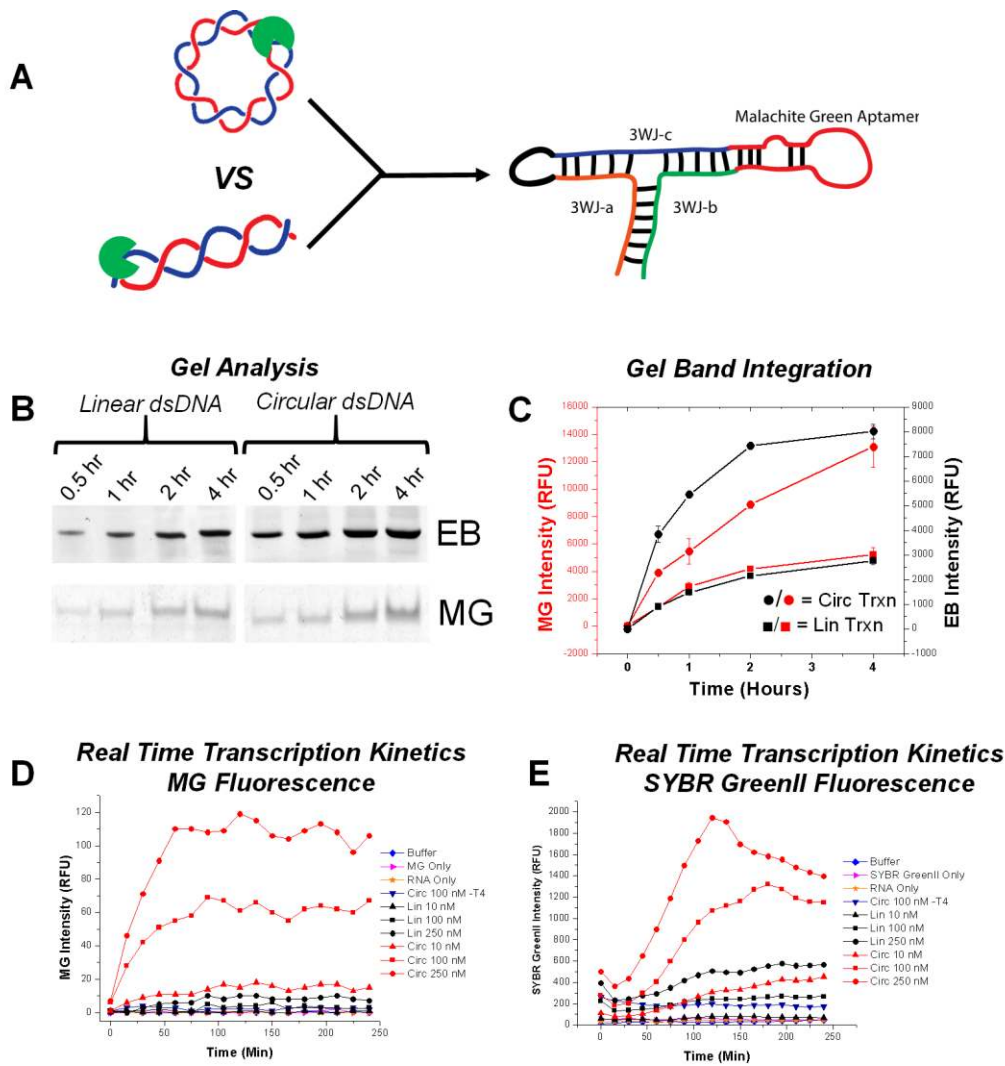 A
VS
3WJ-c
Malachite Green Aptamer
3WJ-a
3WJ-b
Gel Analysis
B
Linear dsDNA
Circular dsDNA
0.5 hr
1 hr
2 hr
4 hr
0.5 hr
1 hr
2 hr
4 hr
EB
MG
Gel Band Integration
C
MG Intensity (RFU)
16000
14000
12000
10000
8000
6000
4000
2000
0
-2000
9000
8000
7000
6000
5000
4000
3000
2000
1000
0
-1000
EB Intensity (RFU)
/ = Circ Trxn
/ = Lin Trxn
0
1
2
3
4
Time (Hours)
Real Time Transcription Kinetics
D
MG Fluorescence
MG Intensity (RFU)
120
100
80
60
40
20
0
0
50
100
150
200
250
Time (Min)
Buffer
MG Only
RNA Only
Circ 100 nM -T4
Lin 10 nM
Lin 100 nM
Lin 250 nM
Circ 10 nM
Circ 100 nM
Circ 250 nM
Real Time Transcription Kinetics
E
SYBR GreenII Fluorescence
SYBR GreenII Intensity (RFU)
2000
1800
1600
1400
1200
1000
800
600
400
200
0
0
50
100
150
200
250
Time (Min)
Buffer
SYBR GreenII Only
RNA Only
Circ 100 nM -T4
Lin 10 nM
Lin 100 nM
Lin 250 nM
Circ 10 nM
Circ 100 nM
Circ 250 nM